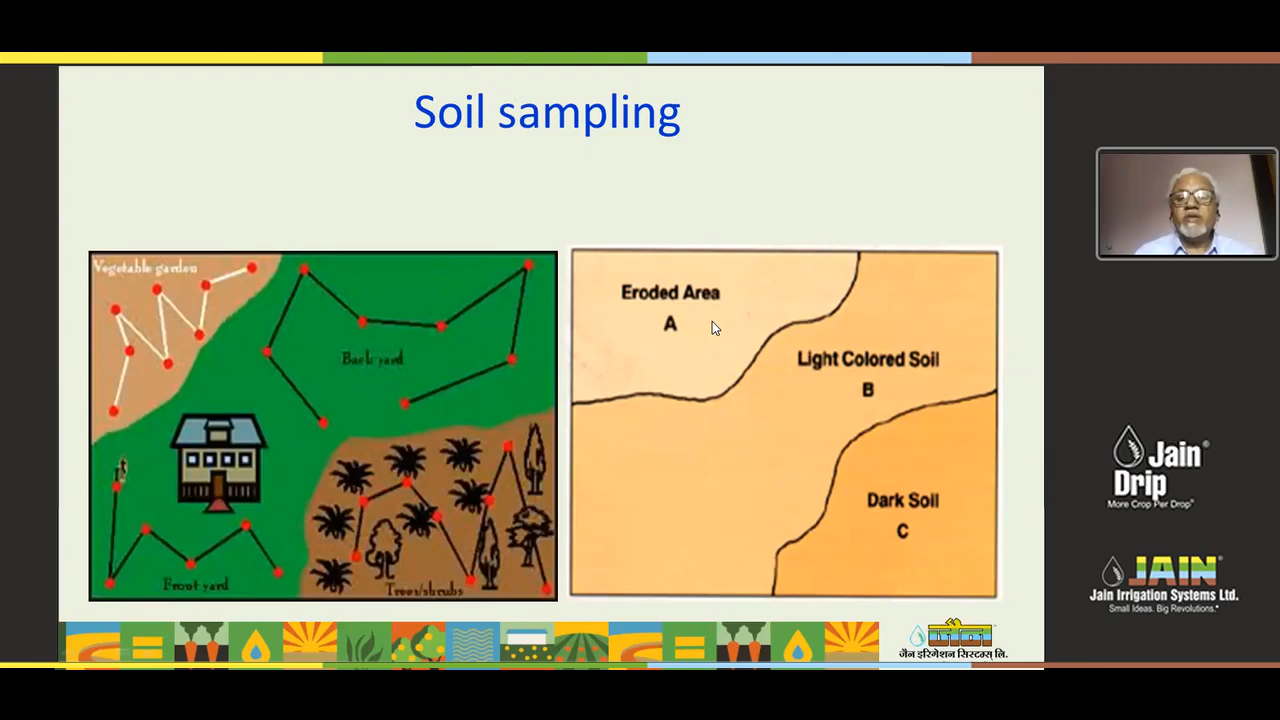 Soil sampling
Vegetable garden
Back yard
Front yard
Trees/shrubs
Eroded Area
A
Light Colored Soil
B
Dark Soil
C
Jain®
Drip
More Crop Per Drop®
JAIN®
Jain Irrigation Systems Ltd.
Small Ideas. Big Revolutions.®
जैन
जैन इरिगेशन सिस्टम्स लि.